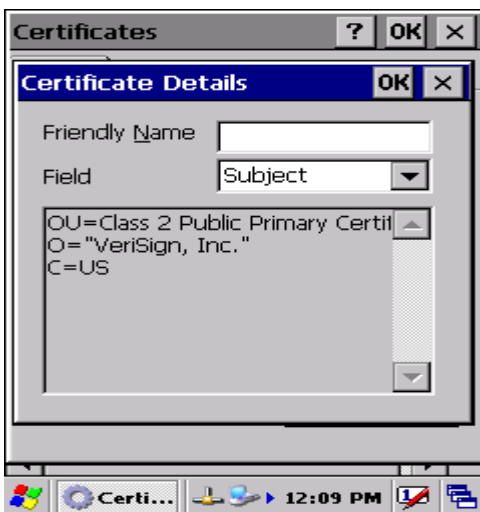 Certificates ? OK ×
Certificate Details OK ×
Friendly Name
Field Subject
OU=Class 2 Public Primary Certif
O="VeriSign, Inc."
C=US
Certi... 12:09 PM